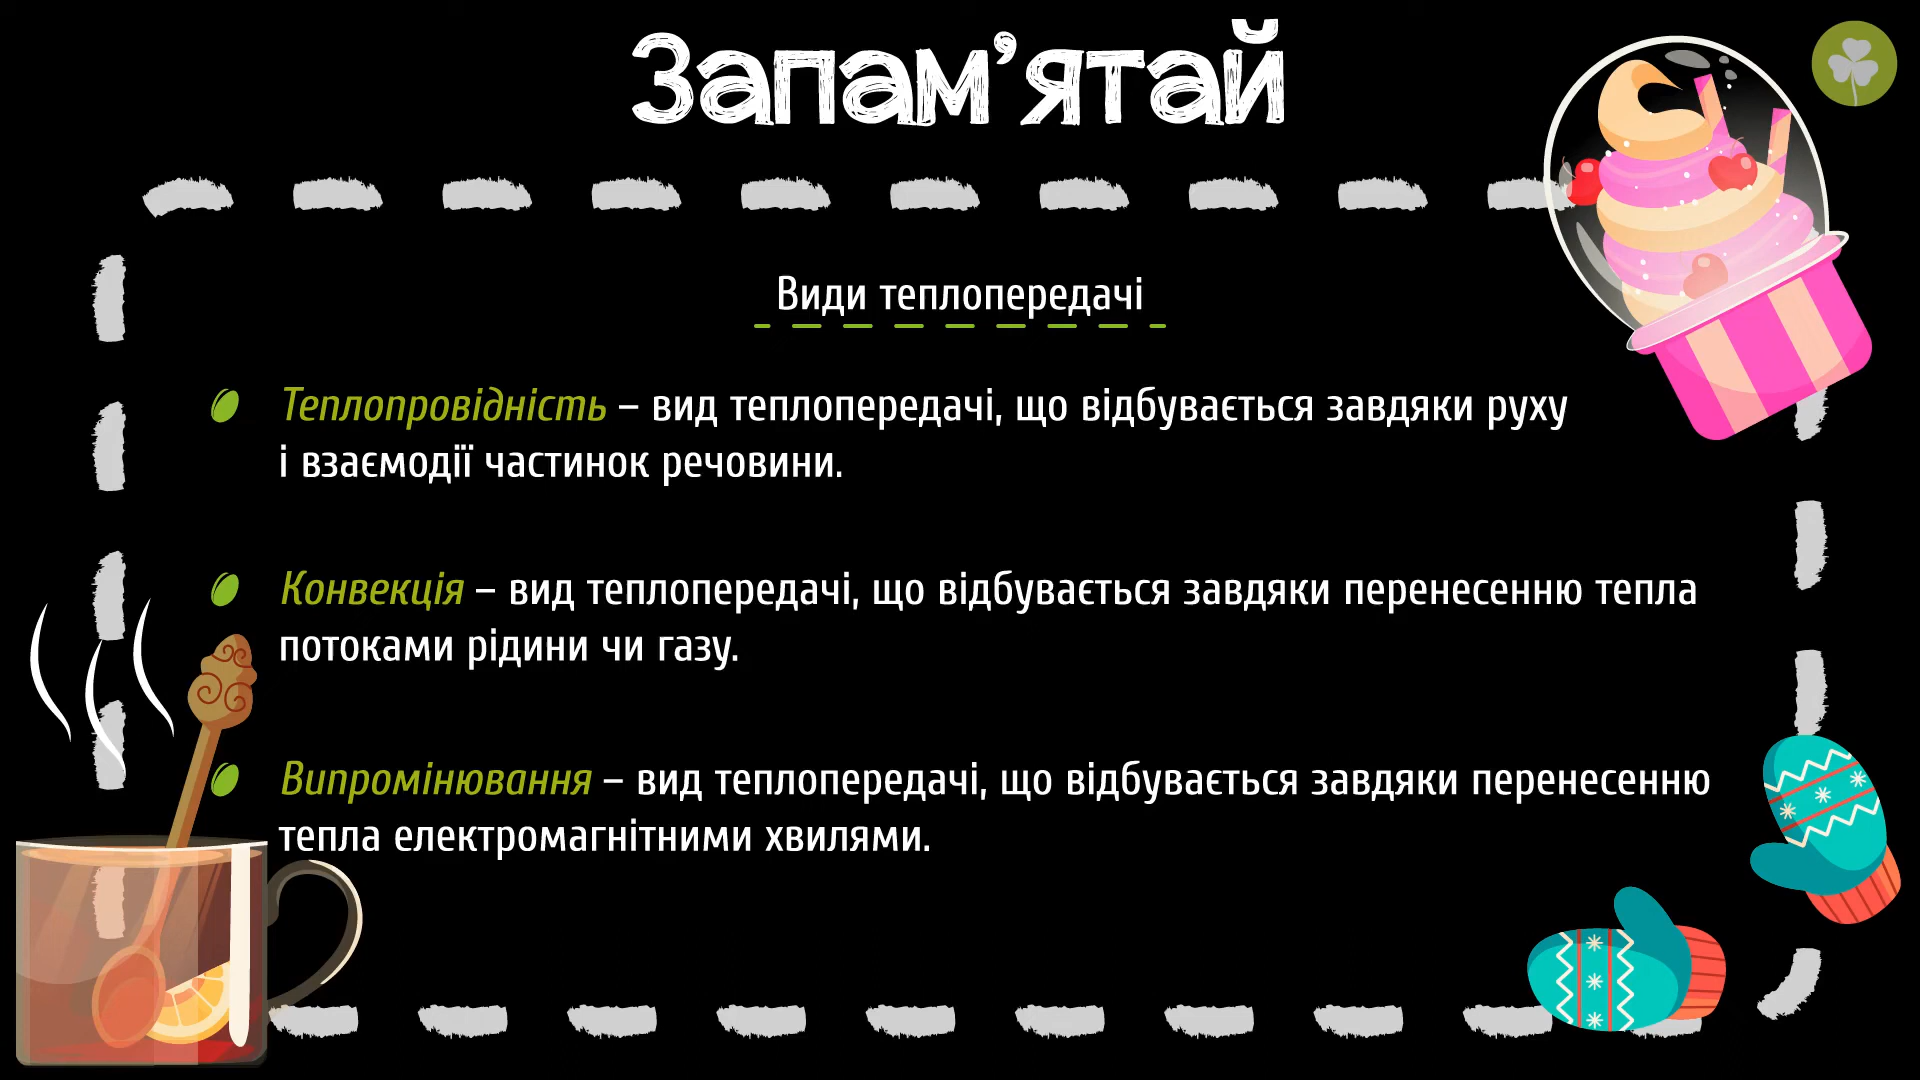 Запам’ятай
Види теплопередачі
Теплопровідність – вид теплопередачі, що відбувається завдяки руху
і взаємодії частинок речовини.
Конвекція – вид теплопередачі, що відбувається завдяки перенесенню тепла
потоками рідини чи газу.
Випромінювання – вид теплопередачі, що відбувається завдяки перенесенню
тепла електромагнітними хвилями.